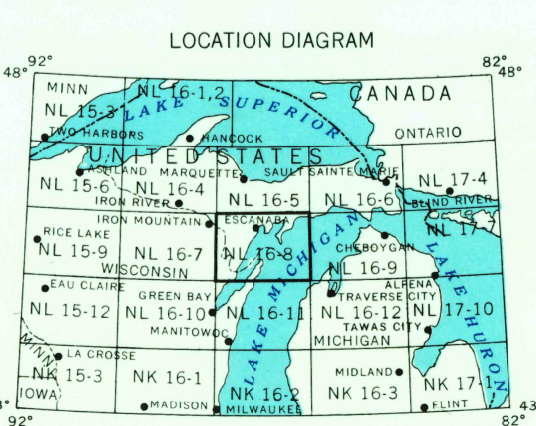 LOCATION DIAGRAM
92° 82°
48° 48°
MINN NL 16-1,2 CANADA
NL 15-3 LAKE SUPERIOR
TWO HARBORS HANCOCK ONTARIO
UNITED STATES
ASHLAND MARQUETTE SAULT SAINTE MARIE
NL 15-6 NL 16-4 NL 16-5 NL 16-6 NL 17-4
IRON RIVER BLIND RIVER
IRON MOUNTAIN ESCANABA NL 17-7
RICE LAKE CHEBOYGAN
NL 15-9 NL 16-7 NL 16-8 NL 16-9
WISCONSIN LAKE MICHIGAN LAKE HURON
EAU CLAIRE GREEN BAY TRAVERSE CITY ALPENA
NL 15-12 NL 16-10 NL 16-11 NL 16-12 NL 17-10
MANITOWOC TAWAS CITY
MICHIGAN
MINN LA CROSSE MIDLAND
NK 15-3 NK 16-1 NK 16-2 NK 16-3 NK 17-1
IOWA MADISON MILWAUKEE FLINT
3° 43
92° 82°